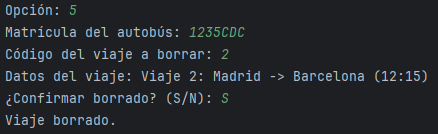 Opción: 5
Matrícula del autobús: 1235CDC
Código del viaje a borrar: 2
Datos del viaje: Viaje 2: Madrid -> Barcelona (12:15)
¿Confirmar borrado? (S/N): S
Viaje borrado.